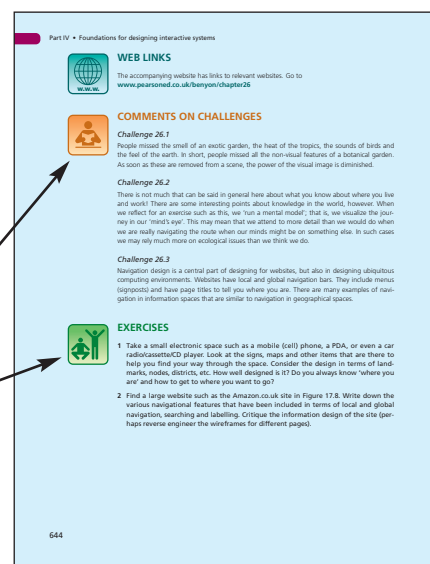 Part IV • Foundations for designing interactive systems
WEB LINKS
www.
The accompanying website has links to relevant websites. Go to
www.pearsoned.co.uk/benyon/chapter26
COMMENTS ON CHALLENGES
Challenge 26.1
People missed the smell of an exotic garden, the heat of the tropics, the sounds of birds and
the feel of the earth. In short, people missed all the non-visual features of a botanical garden.
As soon as these are removed from a scene, the power of the visual image is diminished.
Challenge 26.2
There is not much that can be said in general here about what you know about where you live
and work! There are some interesting points about knowledge in the world, however. When
we reflect for an exercise such as this, we 'run a mental model'; that is, we visualize the jour-
ney in our 'mind's eye'. This may mean that we attend to more detail than we would do when
we are really navigating the route when our minds might be on something else. In such cases
we may rely much more on ecological issues than we think we do.
Challenge 26.3
Navigation design is a central part of designing for websites, but also in designing ubiquitous
computing environments. Websites have local and global navigation bars. They include menus
(signposts) and have page titles to tell you where you are. There are many examples of navi-
gation in information spaces that are similar to navigation in geographical spaces.
EXERCISES
1 Take a small electronic space such as a mobile (cell) phone, a PDA, or even a car
radio/cassette/CD player. Look at the signs, maps and other items that are there to
help you find your way through the space. Consider the design in terms of land-
marks, nodes, districts, etc. How well designed is it? Do you always know 'where you
are' and how to get to where you want to go?
2 Find a large website such as the Amazon.co.uk site in Figure 17.8. Write down the
various navigational features that have been included in terms of local and global
navigation, searching and labelling. Critique the information design of the site (per-
haps reverse engineer the wireframes for different pages).
644